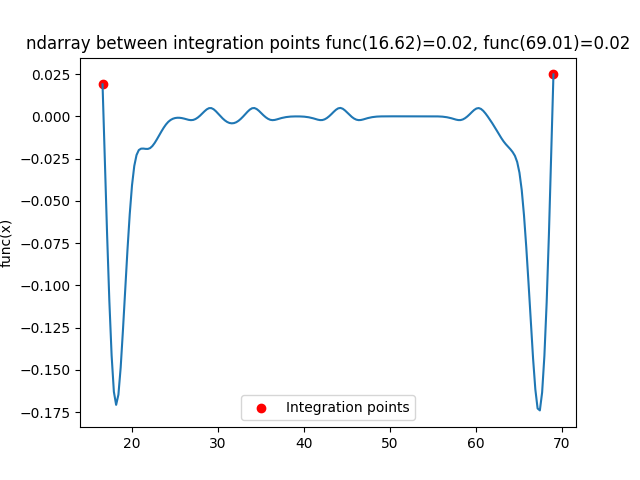 ndarray between integration points func(16.62)=0.02, func(69.01)=0.02
0.025
0.000
−0.025
−0.050
−0.075
−0.100
−0.125
−0.150
−0.175
func(x)
Integration points
20 30 40 50 60 70